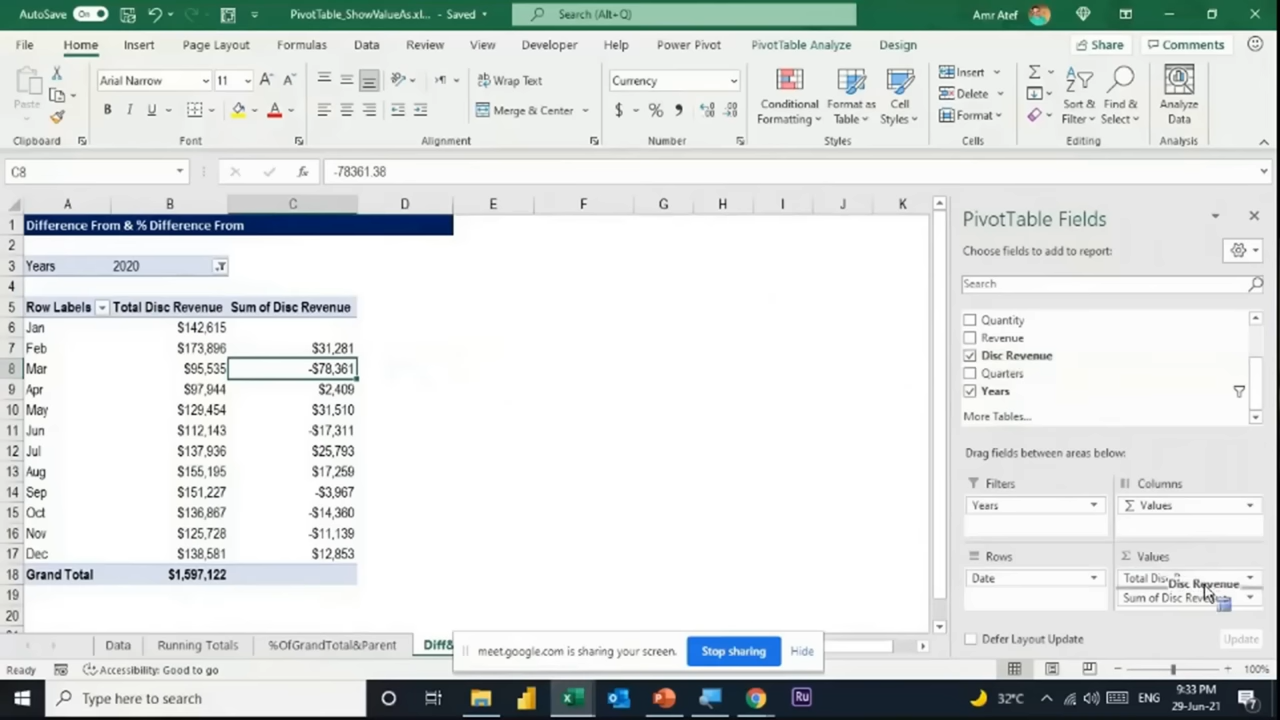 AutoSave On PivotTable_ShowValueAs.xl... - Saved Search (Alt+Q) Amr Atef
File Home Insert Page Layout Formulas Data Review View Developer Help Power Pivot PivotTable Analyze Design Share Comments
Paste Arial Narrow 11 A A Wrap Text Currency Insert Conditional Formatting Format as Table Cell Styles Delete Sort & Filter Find & Select Analyze Data
B I U A Merge & Center $ % Format
Clipboard Font Alignment Number Styles Cells Editing Analysis
C8 fx -78361.38
A B C D E F G H I J K
1 Difference From & % Difference From
2
3 Years 2020
4
5 Row Labels Total Disc Revenue Sum of Disc Revenue
6 Jan $142,615
7 Feb $173,896 $31,281
8 Mar $95,535 -$78,361
9 Apr $97,944 $2,409
10 May $129,454 $31,510
11 Jun $112,143 -$17,311
12 Jul $137,936 $25,793
13 Aug $155,195 $17,259
14 Sep $151,227 -$3,967
15 Oct $136,867 -$14,360
16 Nov $125,728 -$11,139
17 Dec $138,581 $12,853
18 Grand Total $1,597,122
19
20
PivotTable Fields
Choose fields to add to report:
Search
Quantity
Revenue
Disc Revenue
Quarters
Years
More Tables...
Drag fields between areas below:
Filters Columns
Years Σ Values
Rows Σ Values
Date Total Disc
Disc Revenue
Sum of Disc
Defer Layout Update Update
Data Running Totals %OfGrandTotal&Parent Diff&
meet.google.com is sharing your screen. Stop sharing Hide
Ready Accessibility: Good to go 100%
Type here to search Ru 32°C ENG 9:33 PM
29-Jun-21 7